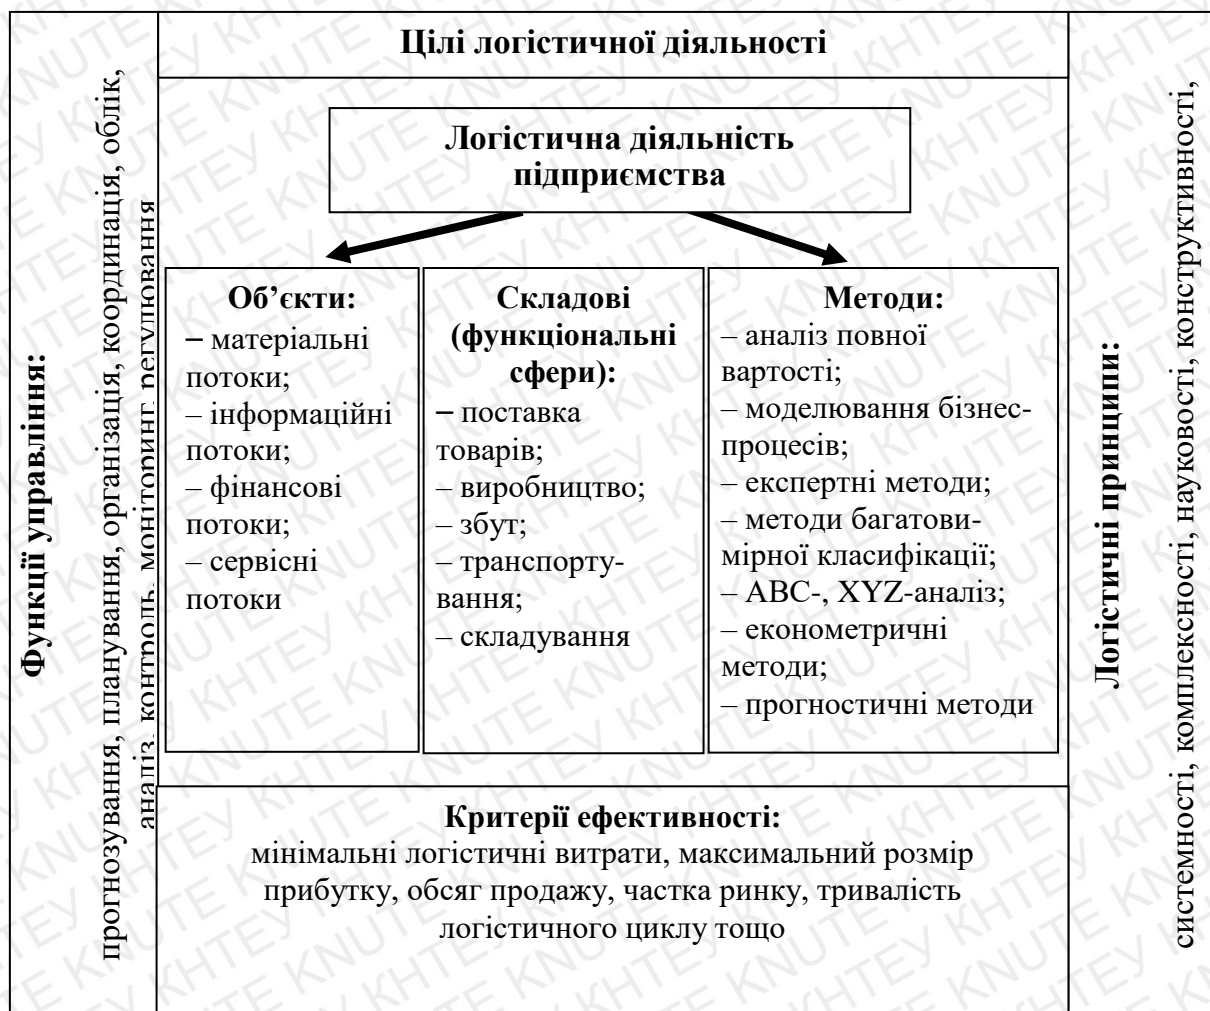 Цілі логістичної діяльності
Функції управління:
прогнозування, планування, організація, координація, облік,
аналіз, контроль, моніторинг, регулювання
Логістична діяльність
підприємства
Об’єкти:
– матеріальні
потоки;
– інформаційні
потоки;
– фінансові
потоки;
– сервісні
потоки
Складові
(функціональні
сфери):
– поставка
товарів;
– виробництво;
– збут;
– транспорту-
вання;
– складування
Методи:
– аналіз повної
вартості;
– моделювання бізнес-
процесів;
– експертні методи;
– методи багатови-
мірної класифікації;
– АВС-, XYZ-аналіз;
– економетричні
методи;
– прогностичні методи
Логістичні принципи:
системності, комплексності, науковості, конструктивності,
Критерії ефективності:
мінімальні логістичні витрати, максимальний розмір
прибутку, обсяг продажу, частка ринку, тривалість
логістичного циклу тощо